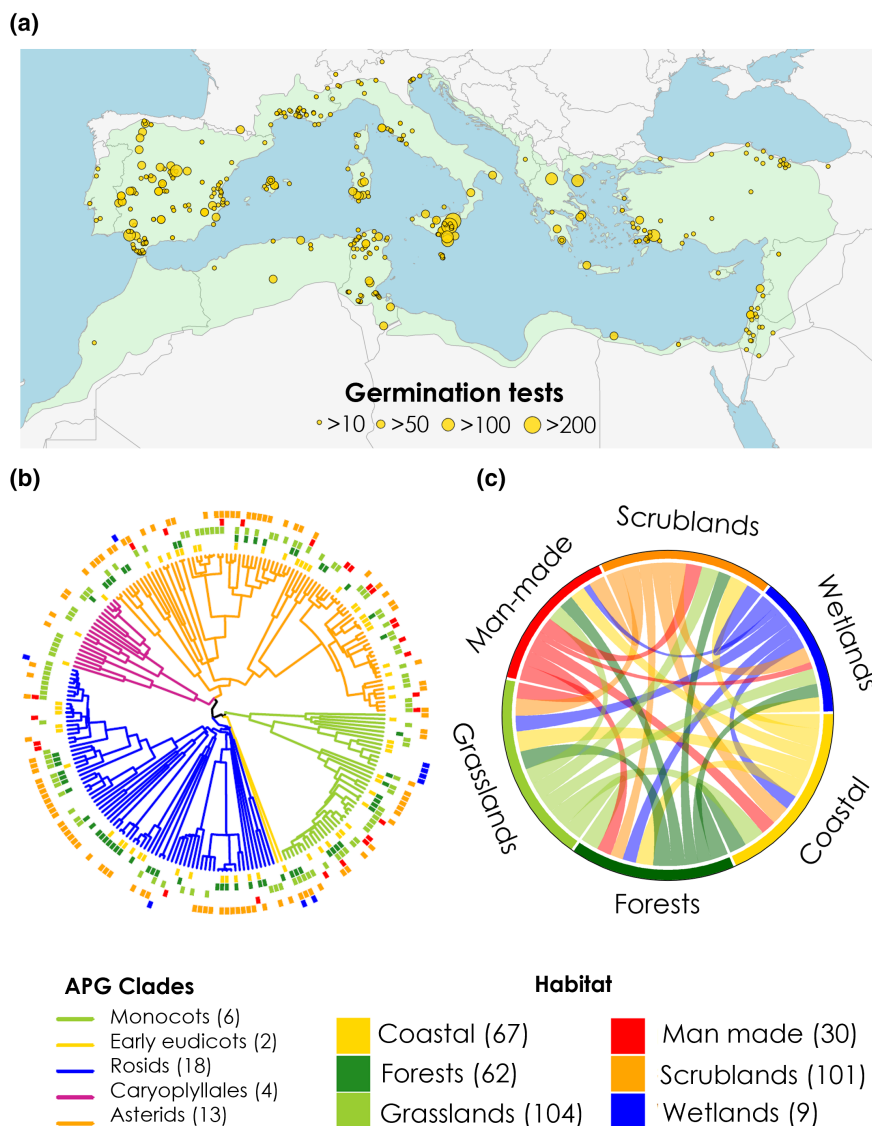 (a)
Germination tests
>10 >50 >100 >200
(b)
(c)
Scrublands
Man-made
Wetlands
Grasslands
Coastal
Forests
APG Clades
Monocots (6)
Early eudicots (2)
Rosids (18)
Caryoplyllales (4)
Asterids (13)
Habitat
Coastal (67)
Forests (62)
Grasslands (104)
Man made (30)
Scrublands (101)
Wetlands (9)